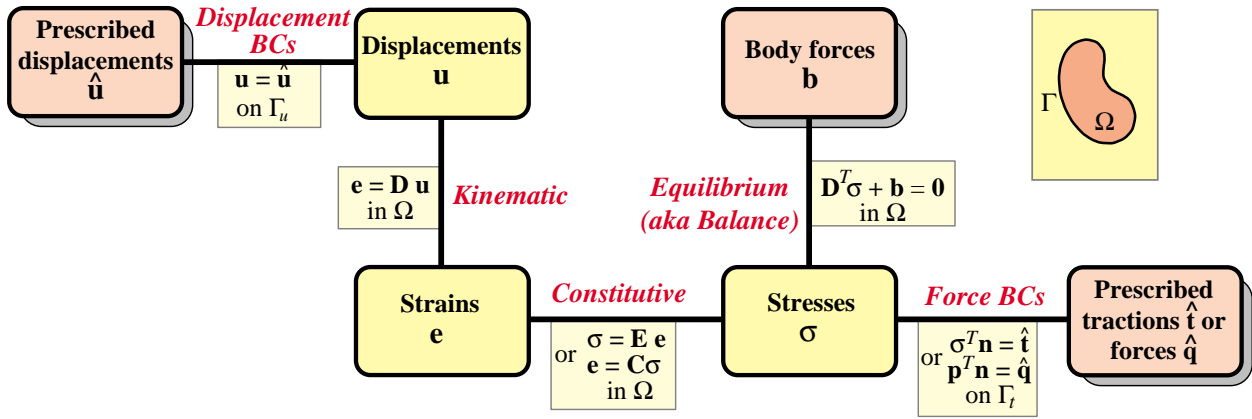 Prescribed
displacements
û
Displacement
BCs
u = û
on Γu
Displacements
u
Body forces
b
Γ
Ω
e = D u
in Ω
Kinematic
Equilibrium
(aka Balance)
D^T σ + b = 0
in Ω
Strains
e
Constitutive
or σ = E e
e = Cσ
in Ω
Stresses
σ
Force BCs
or σ^T n = t̂
p^T n = q̂
on Γt
Prescribed
tractions t̂ or
forces q̂